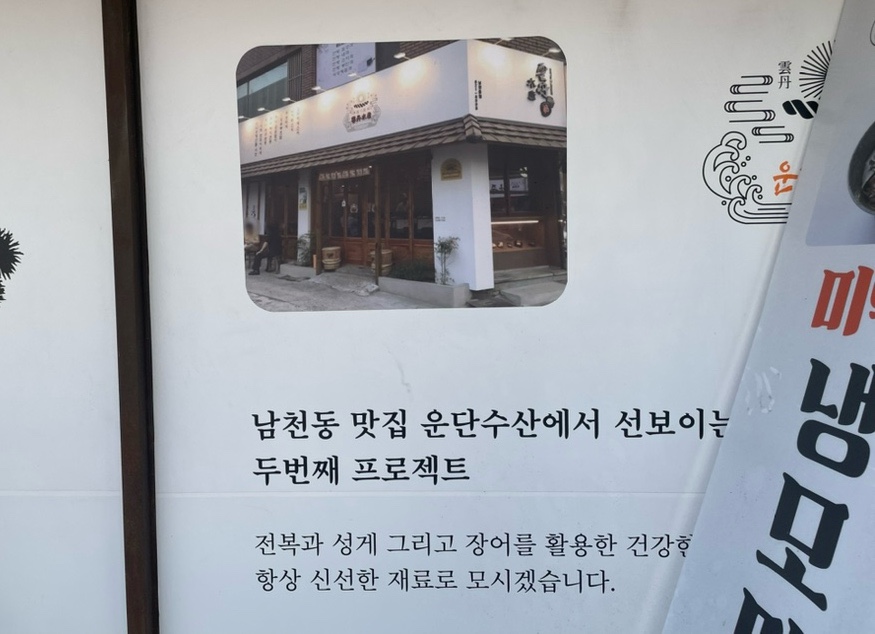 雲丹
운
남천동 맛집 운단수산에서 선보이는
두번째 프로젝트
전복과 성게 그리고 장어를 활용한 건강한
항상 신선한 재료로 모시겠습니다.
미
냉모